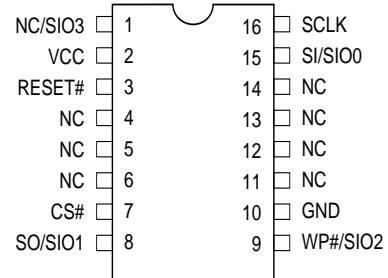 NC/SIO3 1 16 SCLK
VCC 2 15 SI/SIO0
RESET# 3 14 NC
NC 4 13 NC
NC 5 12 NC
NC 6 11 NC
CS# 7 10 GND
SO/SIO1 8 9 WP#/SIO2